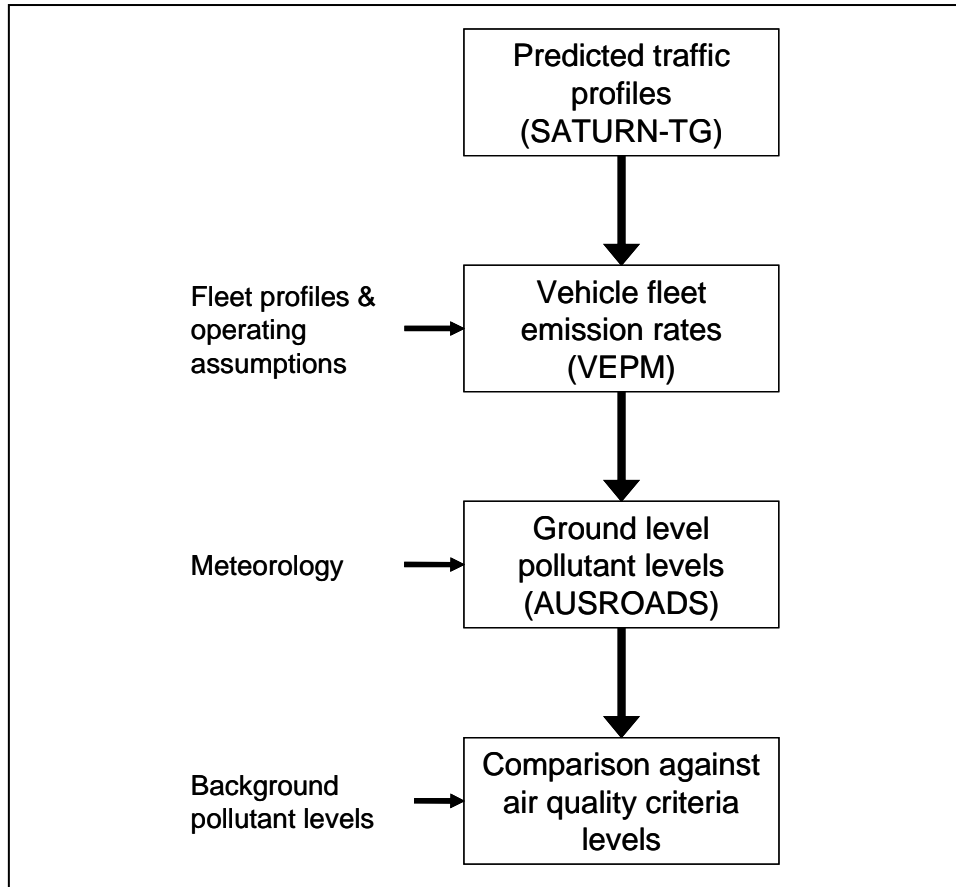 Predicted traffic
profiles
(SATURN-TG)
Fleet profiles &
operating
assumptions
Vehicle fleet
emission rates
(VEPM)
Meteorology
Ground level
pollutant levels
(AUSROADS)
Background
pollutant levels
Comparison against
air quality criteria
levels